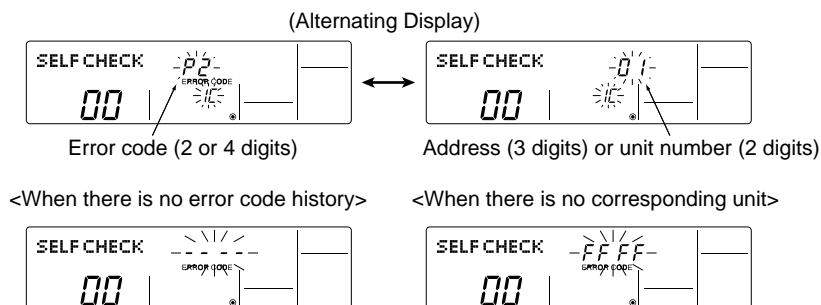 (Alternating Display)
SELF CHECK P2 ERROR CODE 1C 00
SELF CHECK 01 1C 00
Error code (2 or 4 digits)
Address (3 digits) or unit number (2 digits)
<When there is no error code history>
<When there is no corresponding unit>
SELF CHECK - - - - ERROR CODE 00
SELF CHECK FFFF ERROR CODE 00